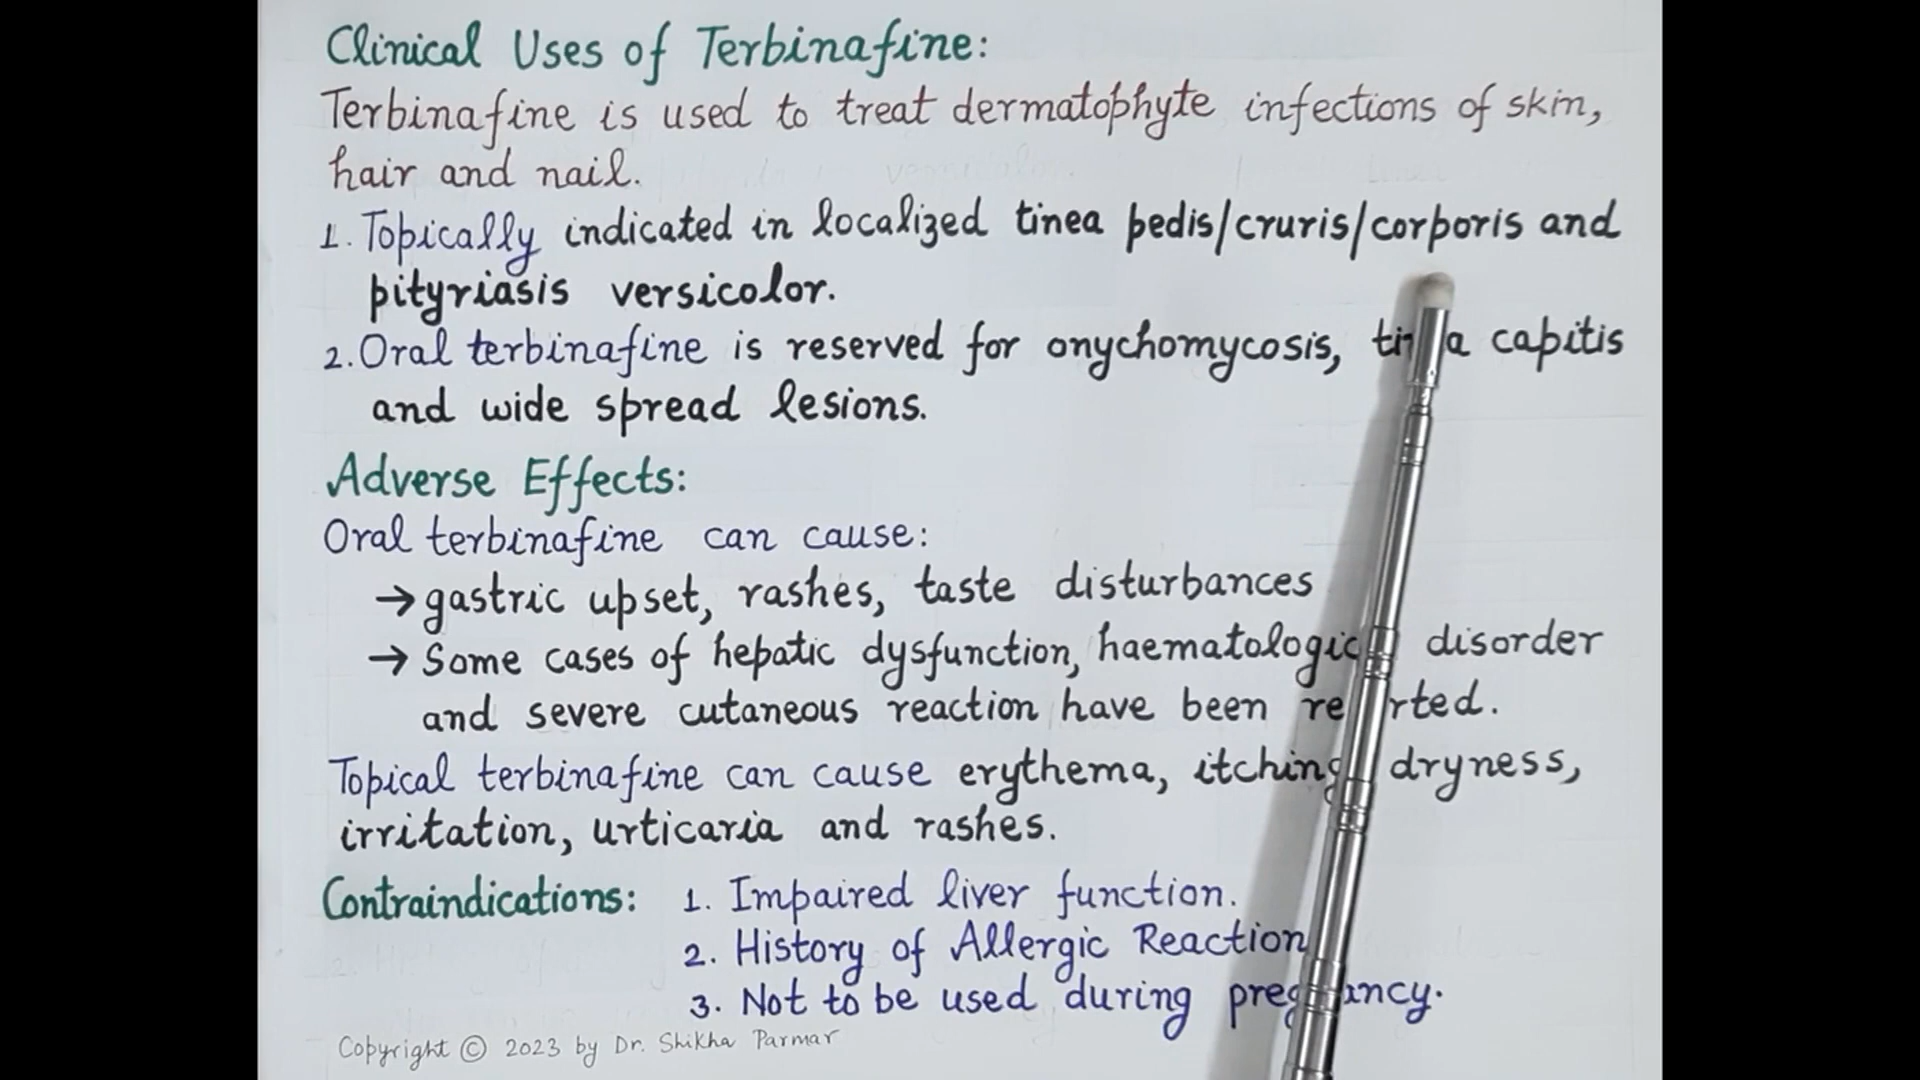 Clinical Uses of Terbinafine:
Terbinafine is used to treat dermatophyte infections of skin,
hair and nail.
1. Topically indicated in localized tinea pedis/cruris/corporis and
pityriasis versicolor.
2. Oral terbinafine is reserved for onychomycosis, capitis
and wide spread lesions.
Adverse Effects:
Oral terbinafine can cause:
→ gastric upset, rashes, taste disturbances
→ Some cases of hepatic dysfunction, disorder
and severe cutaneous reaction have been
Topical terbinafine can cause erythema, itching dryness,
irritation, urticaria and rashes.
Contraindications: 1. Impaired liver function.
2. History of Allergic Reaction
3. Not to be used during
Copyright © 2023 by Dr. Shikha Parmar